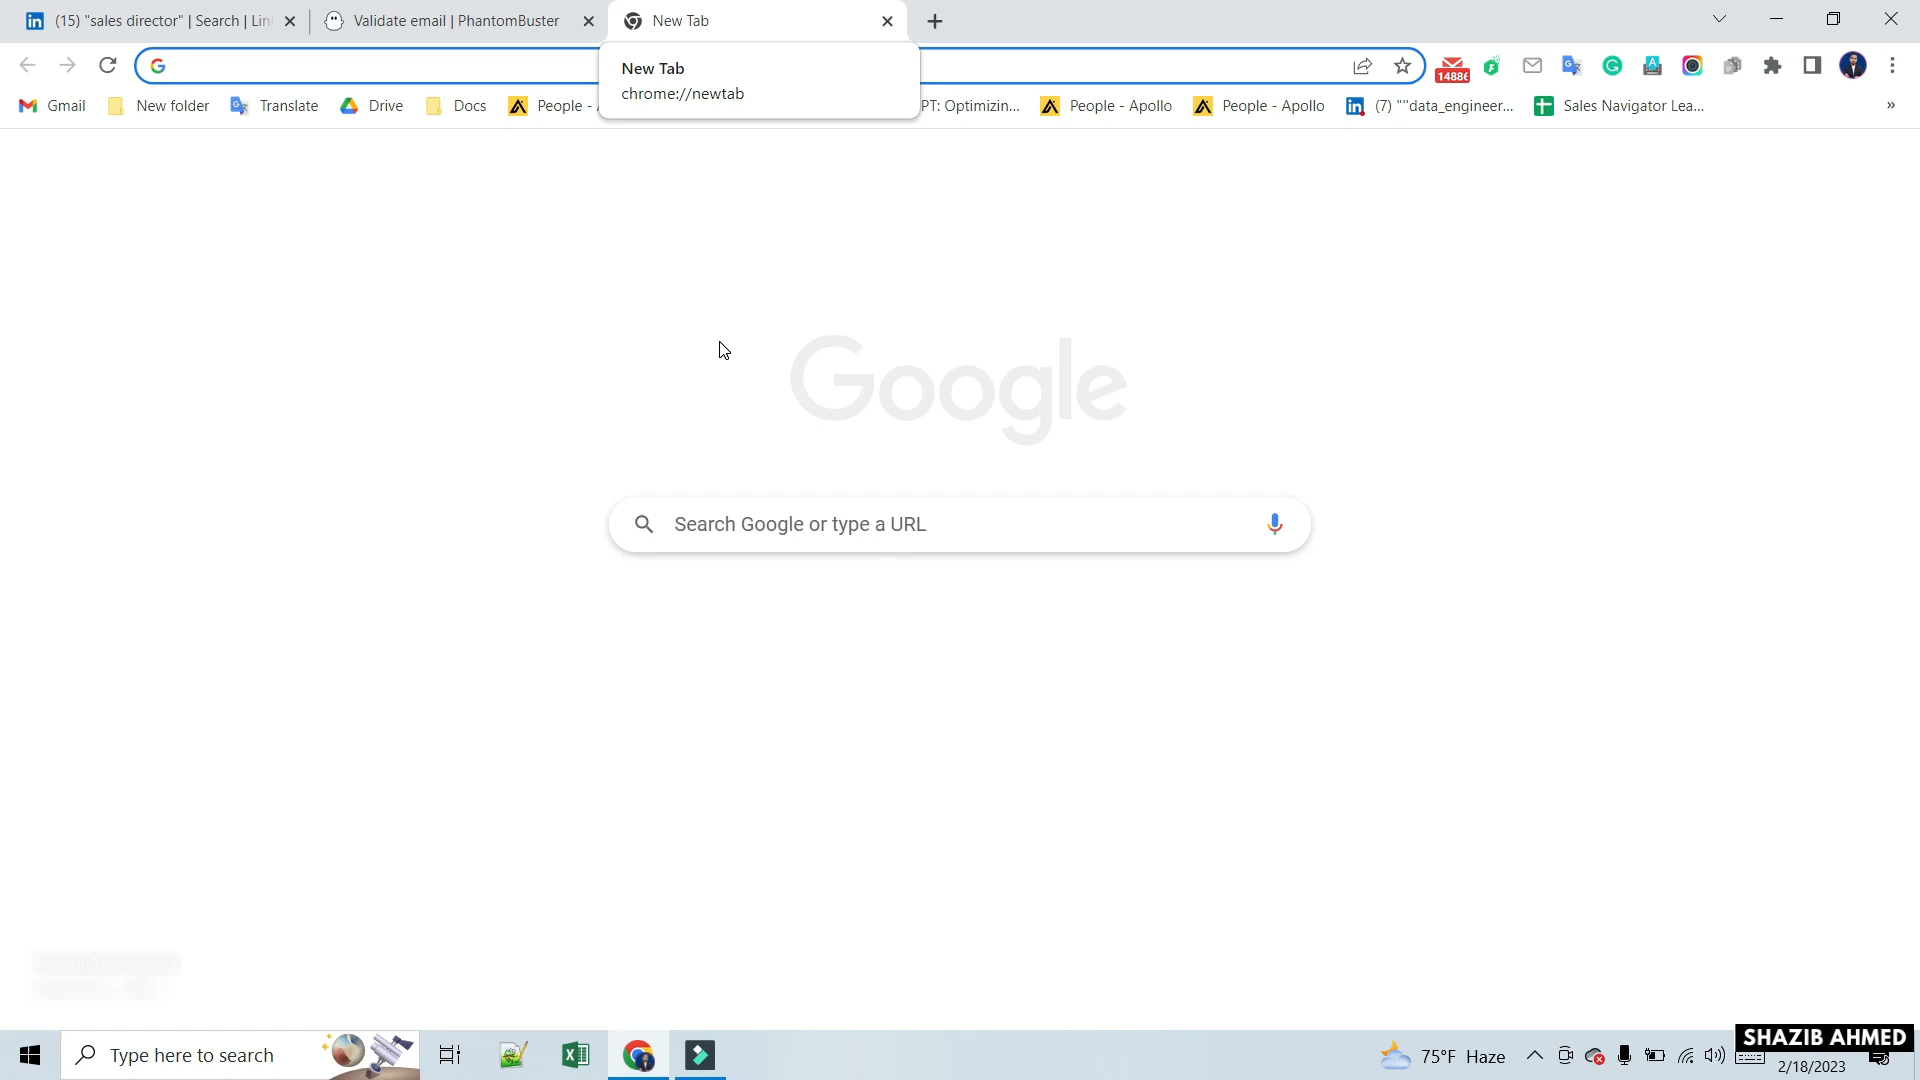 (15) "sales director" | Search | Lin
Validate email | PhantomBuster
New Tab
New Tab
chrome://newtab
14886
Gmail
New folder
Translate
Drive
Docs
People -
PT: Optimizin...
People - Apollo
People - Apollo
(7) ""data_engineer...
Sales Navigator Lea...
»
Google
Search Google or type a URL
Type here to search
75°F Haze
SHAZIB AHMED
2/18/2023